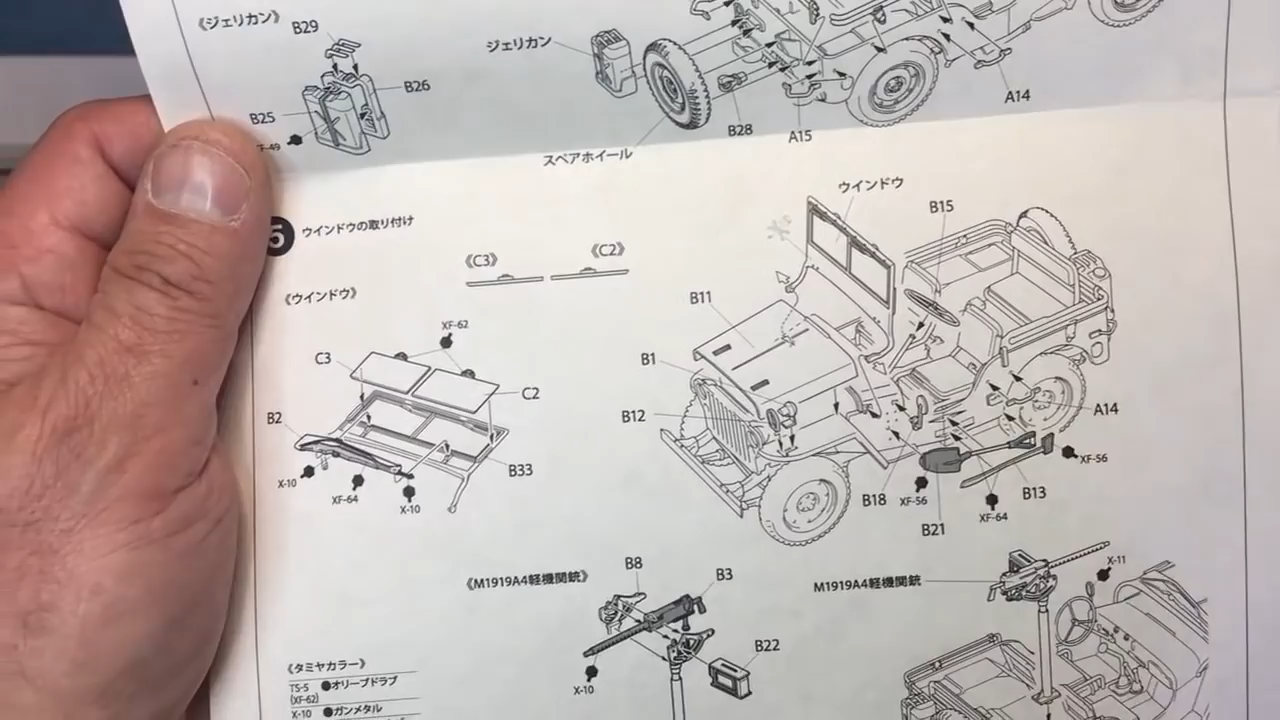 《ジェリカン》
B29
B26
B25
ジェリカン
スペアホイール
B28
A15
A14
5 ウインドウの取り付け
《C3》
《C2》
《ウインドウ》
XF-62
C3
C2
B2
B33
X-10
XF-64
X-10
ウインドウ
B15
B11
B1
B12
A14
XF-56
B13
B18
XF-56
XF-64
B21
《M1919A4軽機関銃》
B8
B3
B22
X-10
M1919A4軽機関銃
X-11
《タミヤカラー》
TS-5 ●オリーブドラブ
(XF-62)
X-10 ●ガンメタル